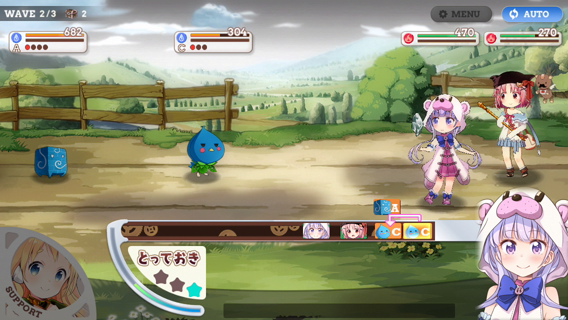 WAVE 2/3
2
MENU
AUTO
682
A
304
C
470
270
A
C
C
とっておき
SUPPORT